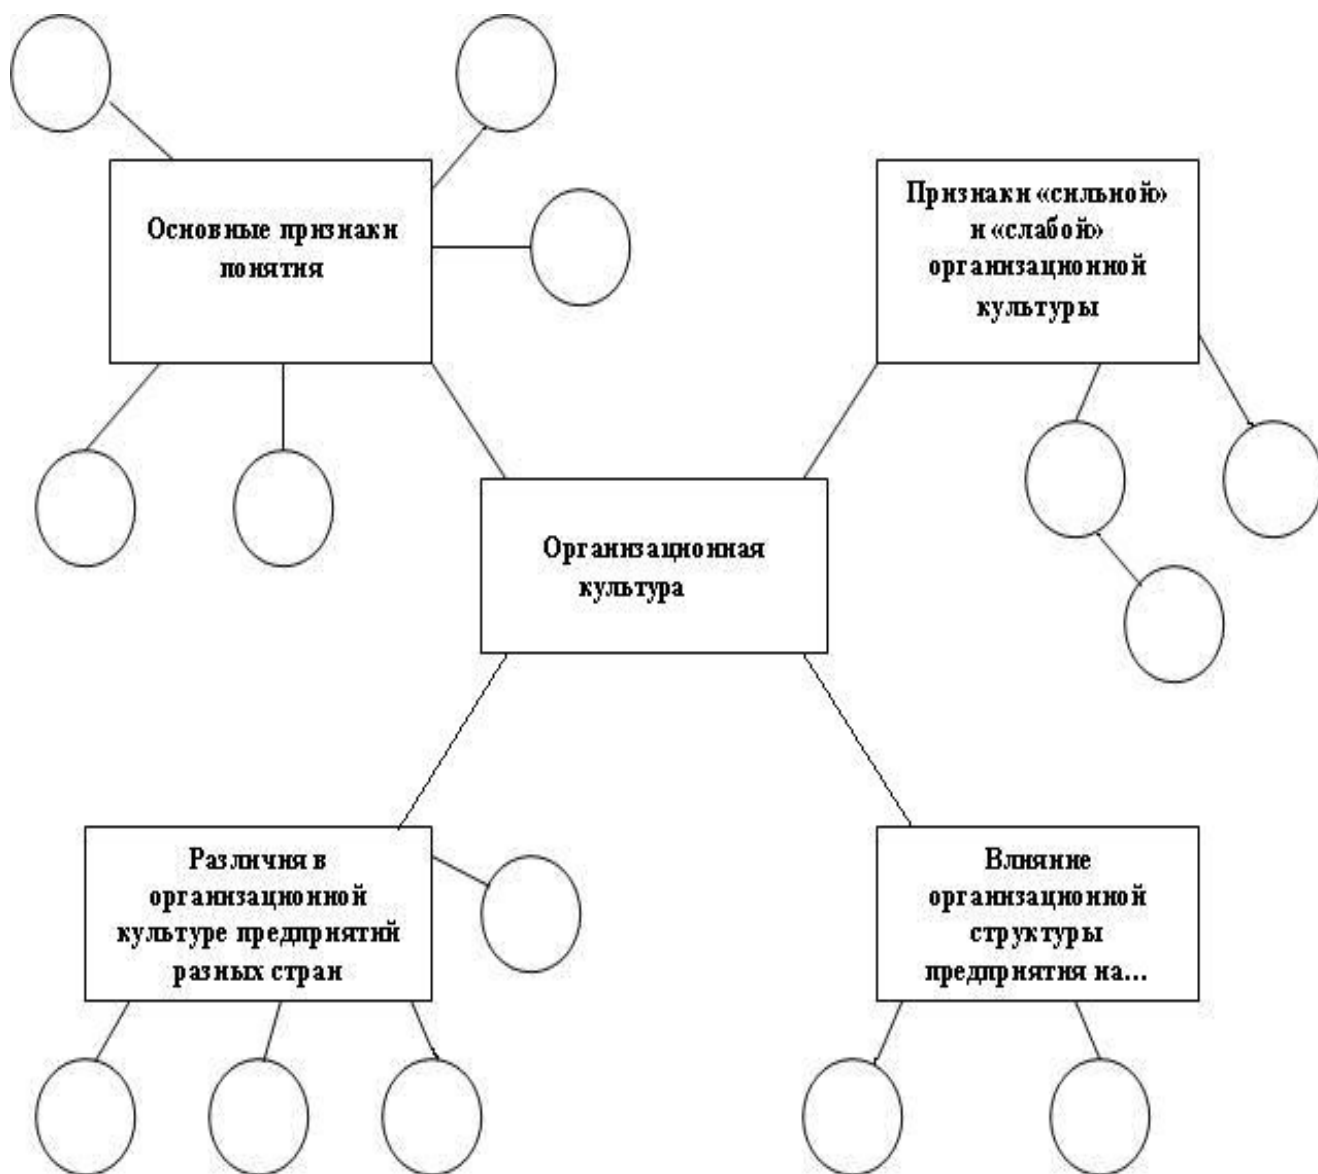 Основные признаки
понятия
Признаки «сильной»
и «слабой»
организационной
культуры
Организационная
культура
Различия в
организационной
культуре предприятий
разных стран
Влияние
организационной
структуры
предприятия на...